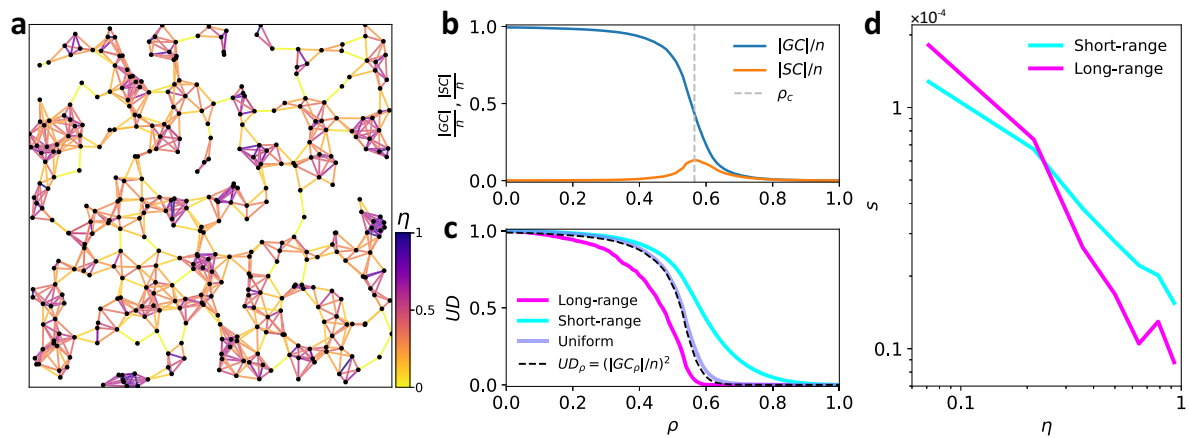 a
η
1
0.5
0
b
1.0
0.5
0.0
|GC|/n , |SC|/n
|GC|/n
|SC|/n
ρc
0.0 0.2 0.4 0.6 0.8 1.0
c
1.0
0.5
0.0
UD
Long-range
Short-range
Uniform
UDρ = (|GCρ|/n)²
0.0 0.2 0.4 0.6 0.8 1.0
ρ
d
×10⁻⁴
1
0.1
s
Short-range
Long-range
0.1 1
η